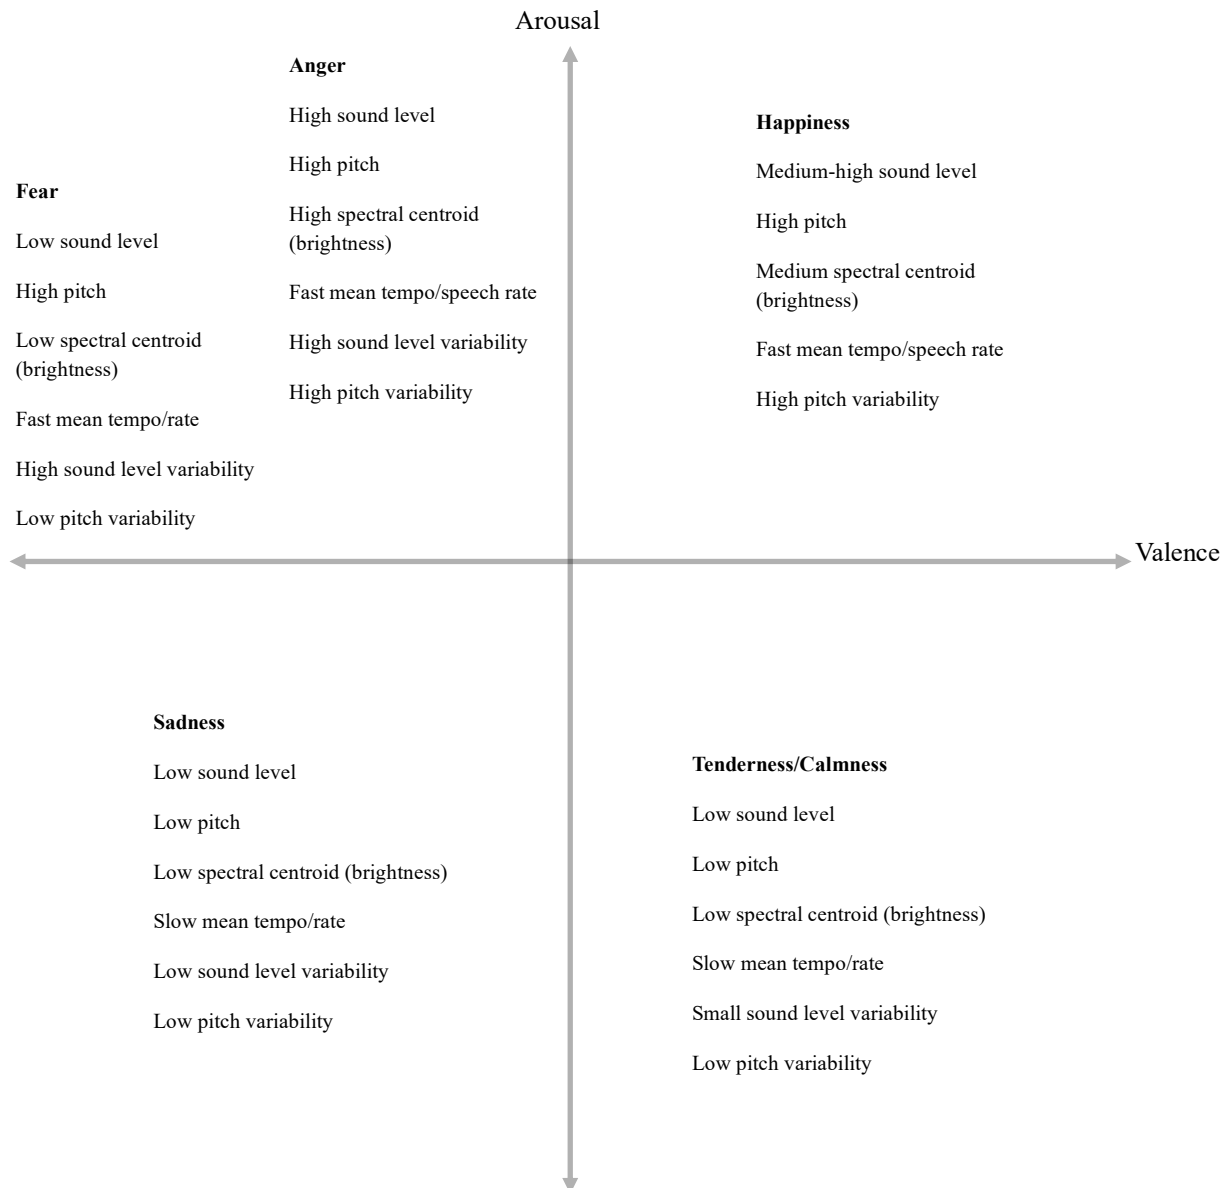 Arousal
Anger
High sound level
High pitch
High spectral centroid
(brightness)
Fast mean tempo/speech rate
High sound level variability
High pitch variability
Happiness
Medium-high sound level
High pitch
Medium spectral centroid
(brightness)
Fast mean tempo/speech rate
High pitch variability
Fear
Low sound level
High pitch
Low spectral centroid
(brightness)
Fast mean tempo/rate
High sound level variability
Low pitch variability
Valence
Sadness
Low sound level
Low pitch
Low spectral centroid (brightness)
Slow mean tempo/rate
Low sound level variability
Low pitch variability
Tenderness/Calmness
Low sound level
Low pitch
Low spectral centroid (brightness)
Slow mean tempo/rate
Small sound level variability
Low pitch variability